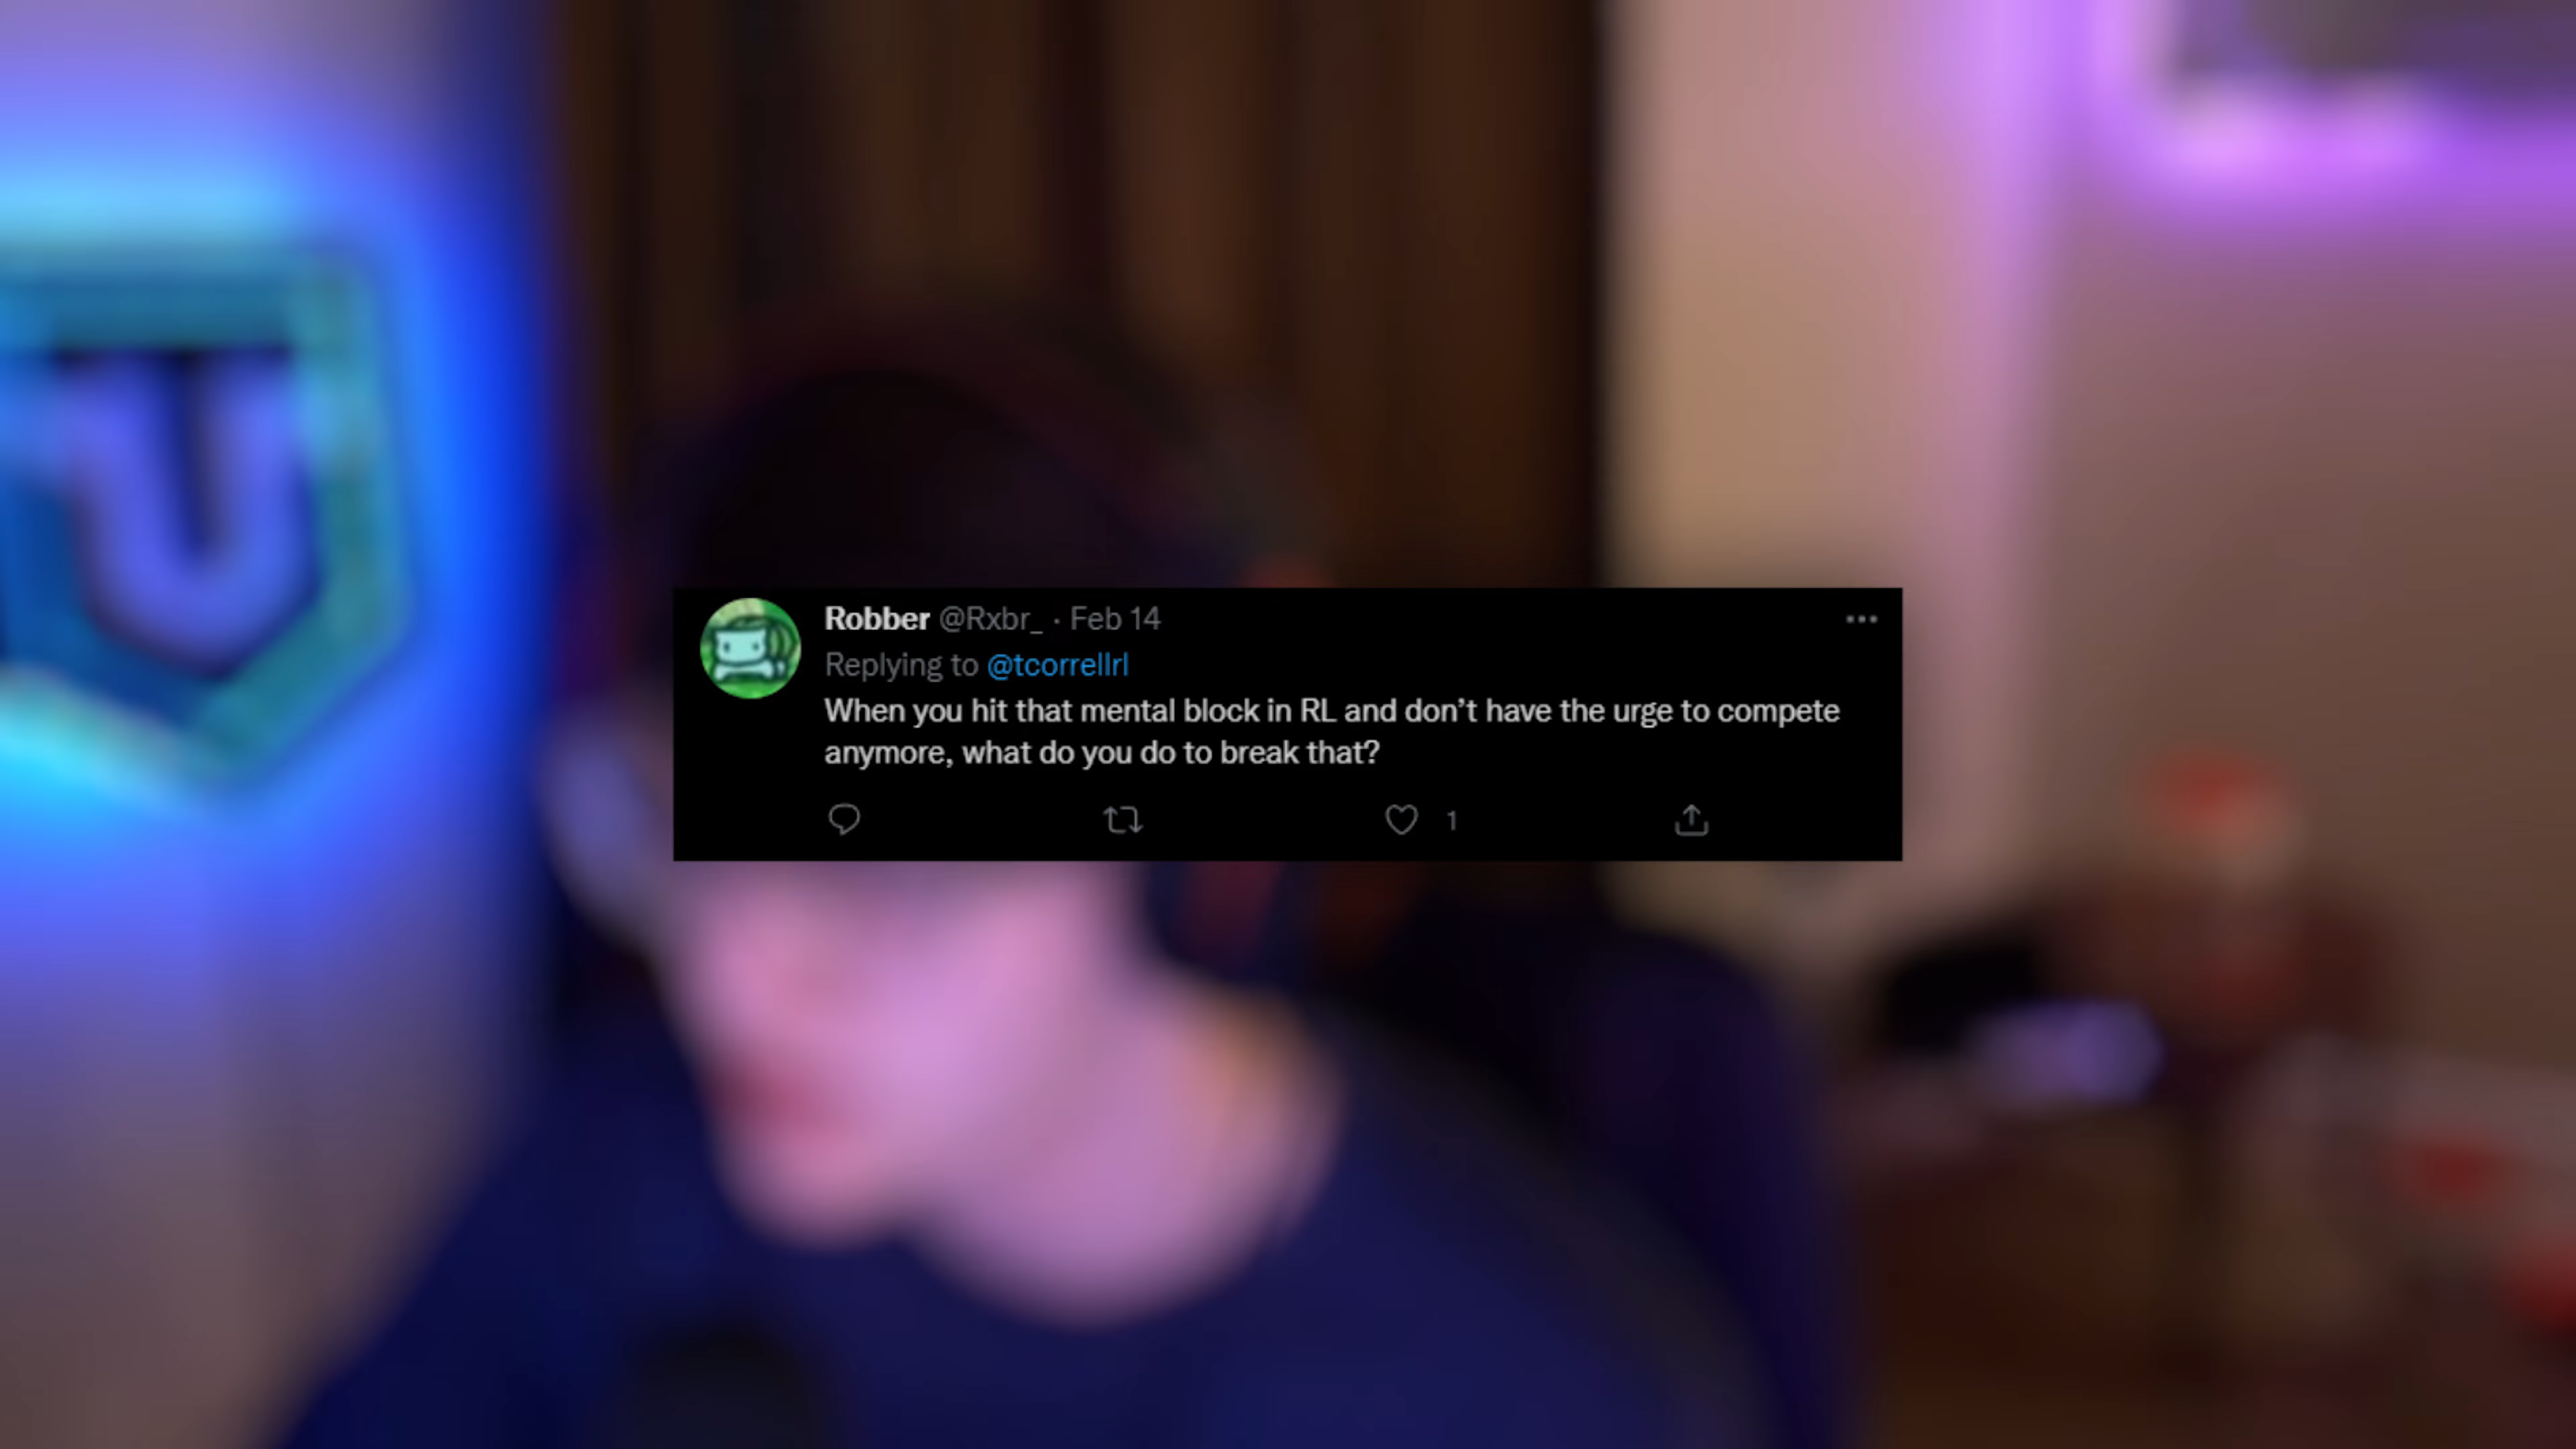 U
Robber @Rxbr_ · Feb 14
Replying to @tcorrellrl
When you hit that mental block in RL and don’t have the urge to compete
anymore, what do you do to break that?
1